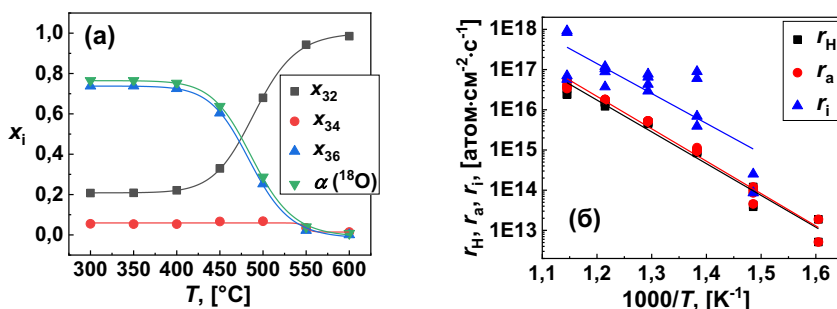 (a)
1,0
0,8
0,6
0,4
0,2
0,0
x_i
x_32
x_34
x_36
α (¹⁸O)
300 350 400 450 500 550 600
T, [°C]
(б)
1E18
1E17
1E16
1E15
1E14
1E13
r_H, r_a, r_i, [атом·см⁻²·с⁻¹]
r_H
r_a
r_i
1,1 1,2 1,3 1,4 1,5 1,6
1000/T, [K⁻¹]